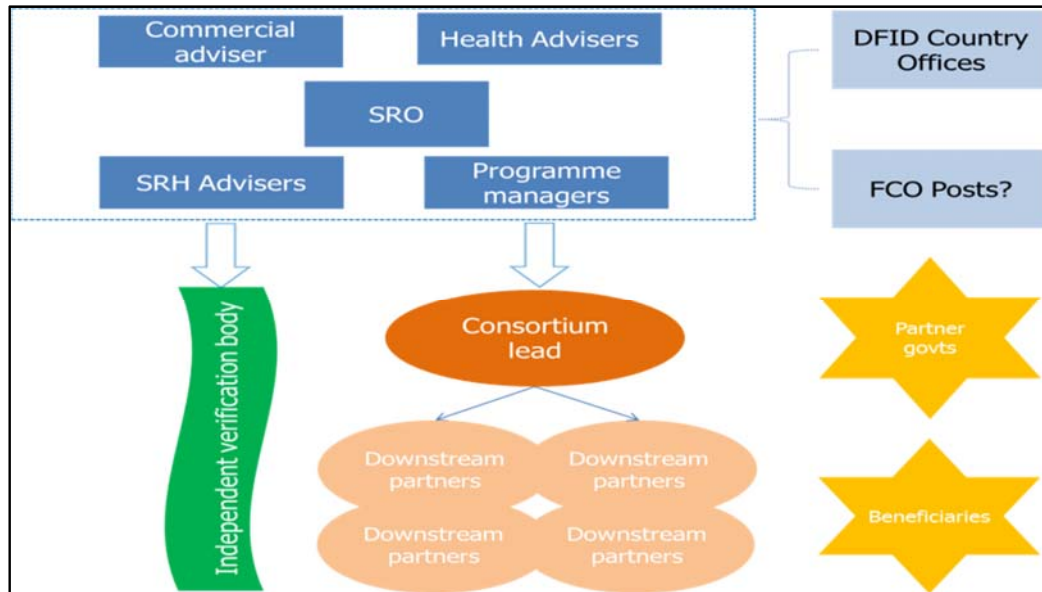 Commercial
adviser
Health Advisers
DFID Country
Offices
SRO
SRH Advisers
Programme
managers
FCO Posts?
Independent verification body
Consortium
lead
Partner
govts
Downstream
partners
Downstream
partners
Downstream
partners
Downstream
partners
Beneficiaries